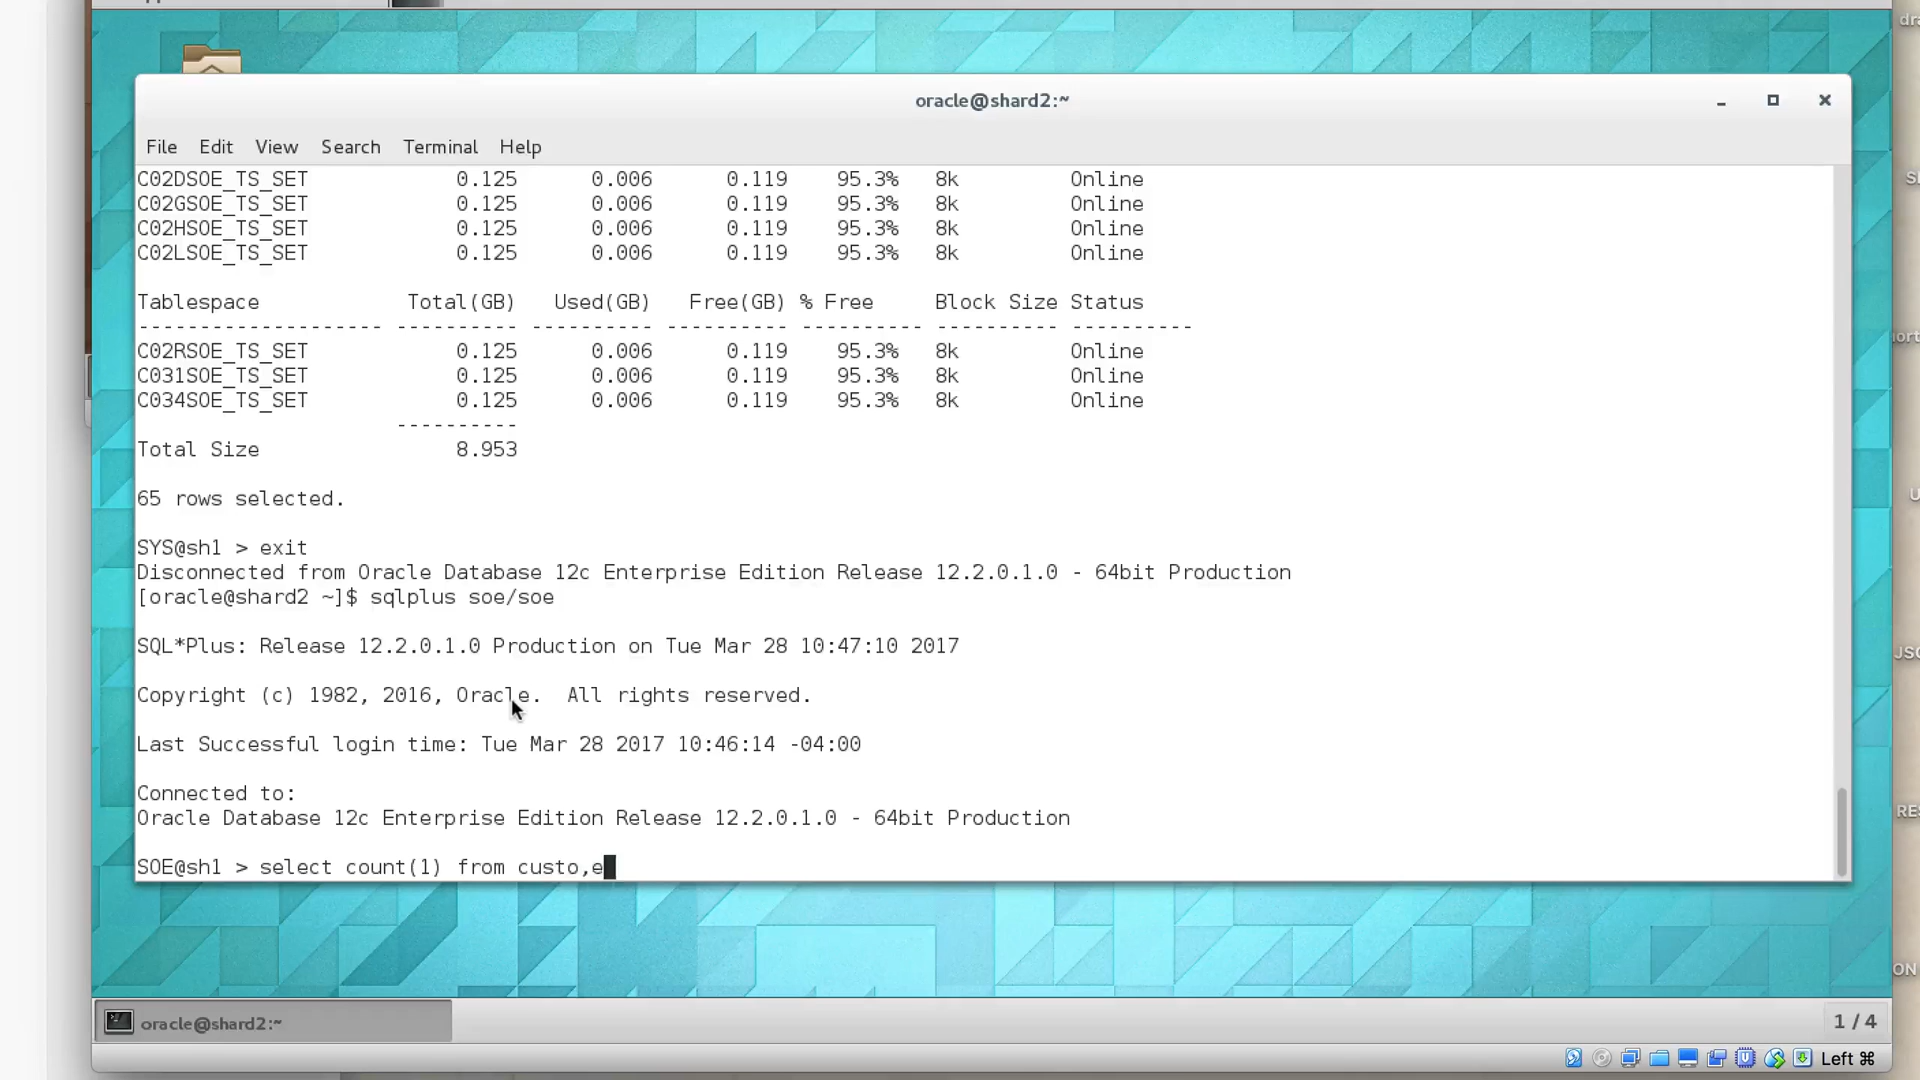 oracle@shard2:~
File Edit View Search Terminal Help
C02DSOE_TS_SET 0.125 0.006 0.119 95.3% 8k Online
C02GSOE_TS_SET 0.125 0.006 0.119 95.3% 8k Online
C02HSOE_TS_SET 0.125 0.006 0.119 95.3% 8k Online
C02LSOE_TS_SET 0.125 0.006 0.119 95.3% 8k Online
Tablespace Total(GB) Used(GB) Free(GB) % Free Block Size Status
-------------------- ---------- ---------- ---------- ---------- ---------- ----------
C02RSOE_TS_SET 0.125 0.006 0.119 95.3% 8k Online
C031SOE_TS_SET 0.125 0.006 0.119 95.3% 8k Online
C034SOE_TS_SET 0.125 0.006 0.119 95.3% 8k Online
----------
Total Size 8.953
65 rows selected.
SYS@sh1 > exit
Disconnected from Oracle Database 12c Enterprise Edition Release 12.2.0.1.0 - 64bit Production
[oracle@shard2 ~]$ sqlplus soe/soe
SQL*Plus: Release 12.2.0.1.0 Production on Tue Mar 28 10:47:10 2017
Copyright (c) 1982, 2016, Oracle. All rights reserved.
Last Successful login time: Tue Mar 28 2017 10:46:14 -04:00
Connected to:
Oracle Database 12c Enterprise Edition Release 12.2.0.1.0 - 64bit Production
SOE@sh1 > select count(1) from custo,e
oracle@shard2:~
1 / 4
Left ⌘